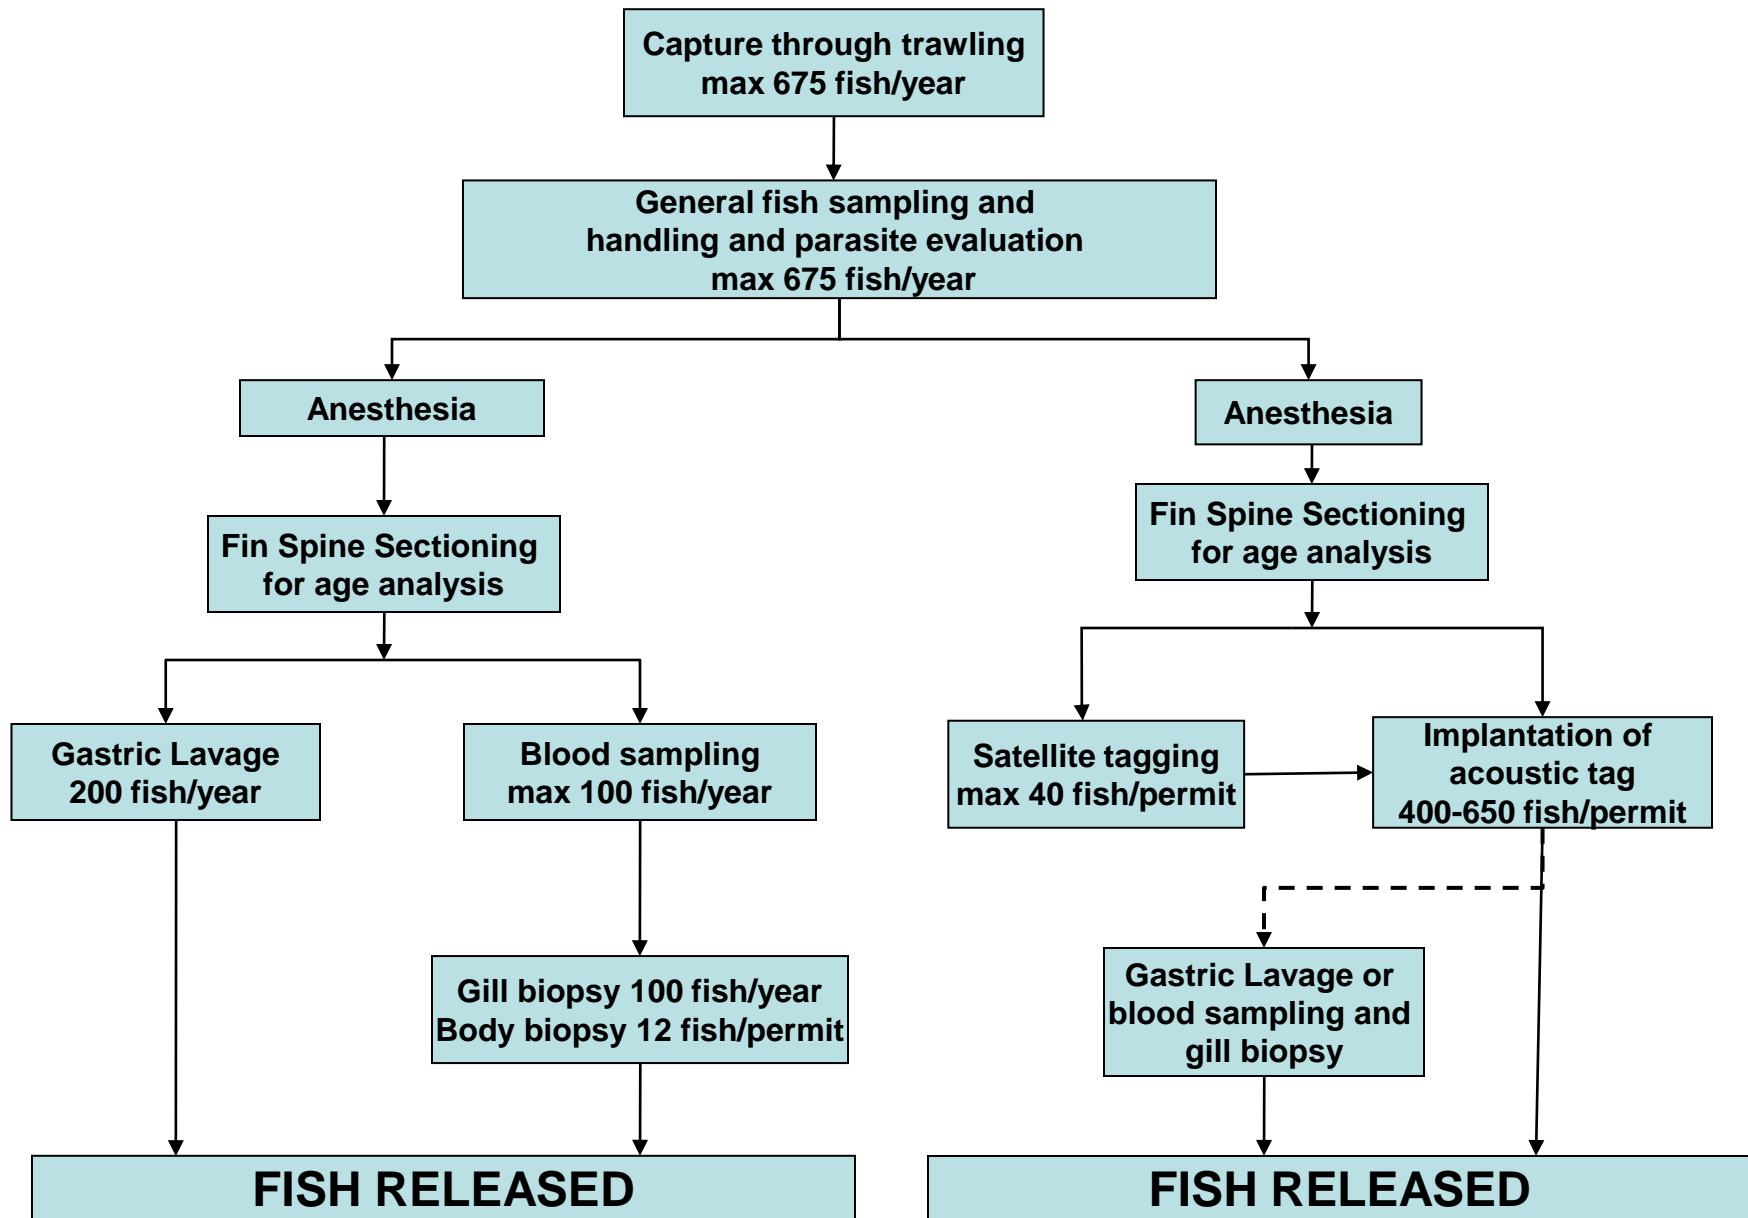 Capture through trawling
max 675 fish/year
General fish sampling and
handling and parasite evaluation
max 675 fish/year
Anesthesia
Anesthesia
Fin Spine Sectioning
for age analysis
Fin Spine Sectioning
for age analysis
Gastric Lavage
200 fish/year
Blood sampling
max 100 fish/year
Satellite tagging
max 40 fish/permit
Implantation of
acoustic tag
400-650 fish/permit
Gill biopsy 100 fish/year
Body biopsy 12 fish/permit
Gastric Lavage or
blood sampling and
gill biopsy
FISH RELEASED
FISH RELEASED